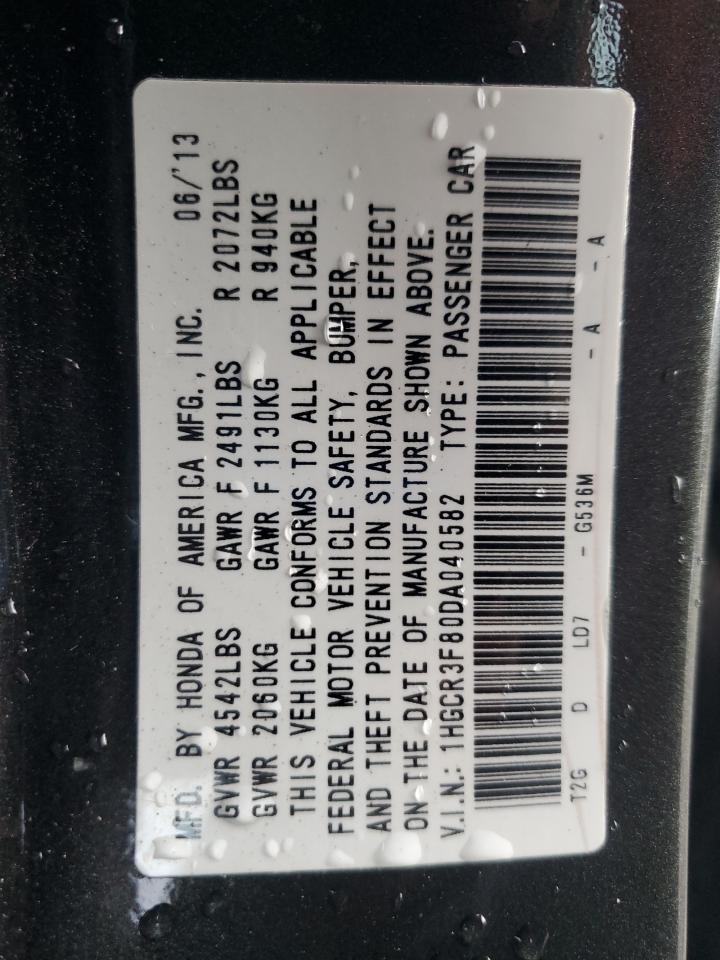 MFD. BY HONDA OF AMERICA MFG., INC. 06/'13
GVWR 4542LBS GAWR F 2491LBS R 2072LBS
GVWR 2060KG GAWR F 1130KG R 940KG
THIS VEHICLE CONFORMS TO ALL APPLICABLE
FEDERAL MOTOR VEHICLE SAFETY, BUMPER,
AND THEFT PREVENTION STANDARDS IN EFFECT
ON THE DATE OF MANUFACTURE SHOWN ABOVE.
V.I.N.: 1HGCR3F80DA040582 TYPE: PASSENGER CAR
T2G D LD7 - G536M - A - A